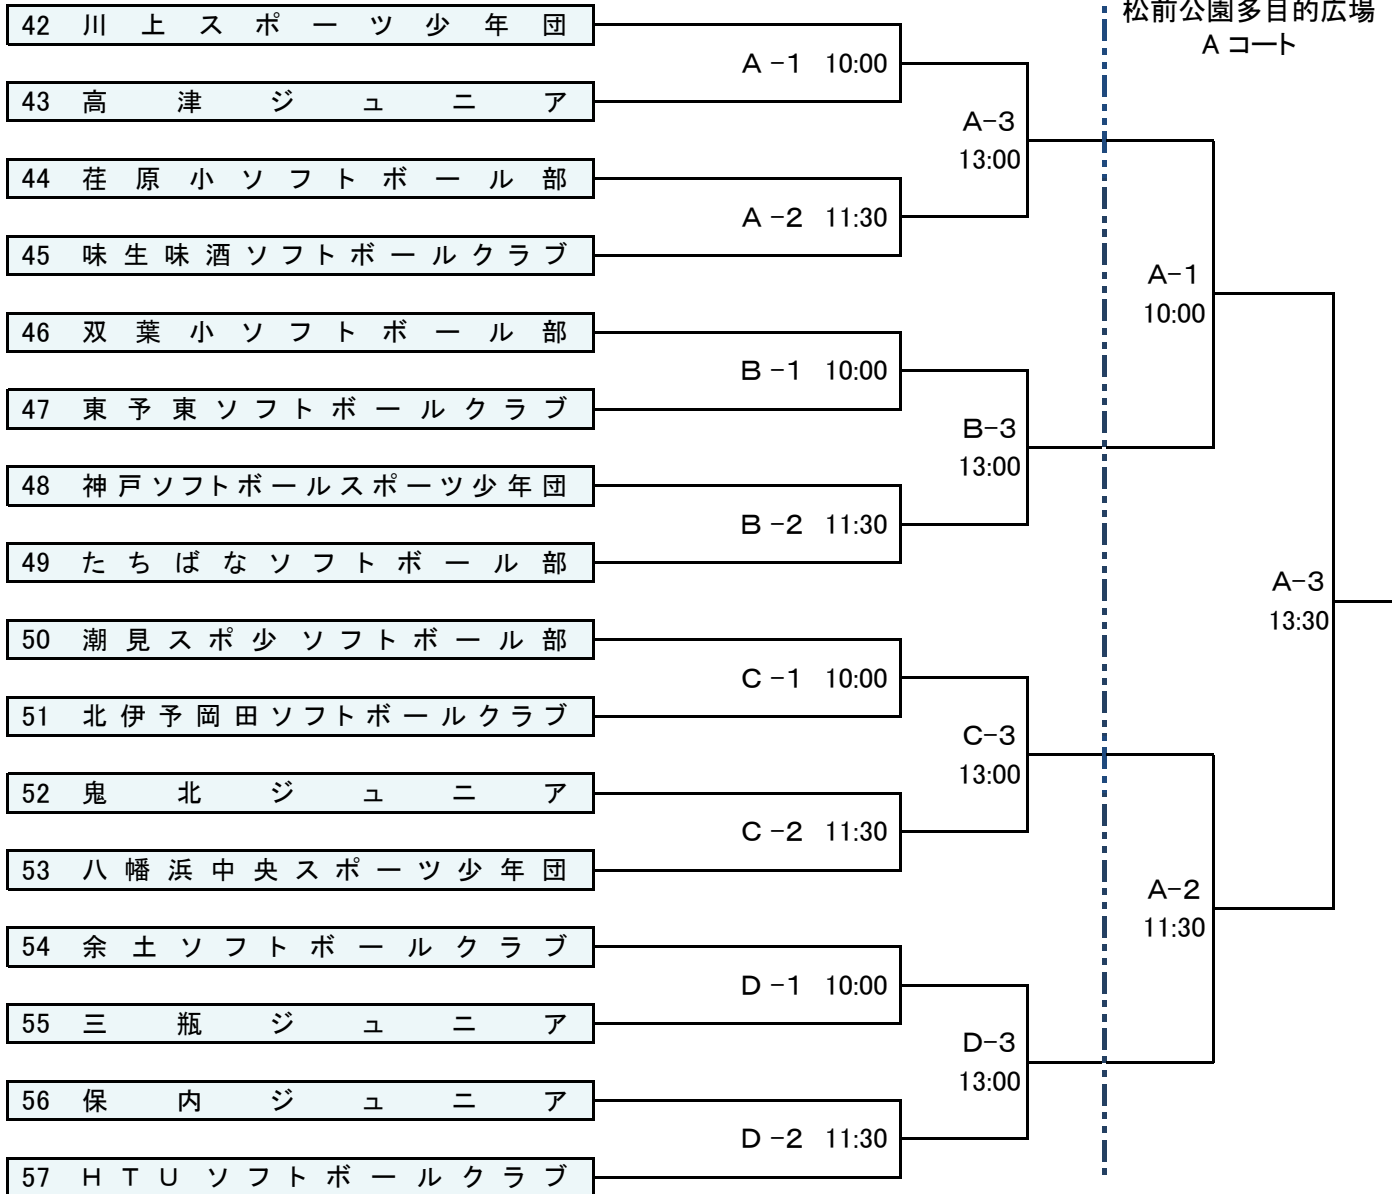 松前公園多目的広場
A コート
42 川上スポーツ少年団
43 高津ジュニア
44 荏原小ソフトボール部
45 味生味酒ソフトボールクラブ
46 双葉小ソフトボール部
47 東予東ソフトボールクラブ
48 神戸ソフトボールスポーツ少年団
49 たちばなソフトボール部
50 潮見スポ少 ソフトボール部
51 北伊予岡田ソフトボールクラブ
52 鬼北ジュニア
53 八幡浜中央スポーツ少年団
54 余土ソフトボールクラブ
55 三瓶ジュニア
56 保内ジュニア
57 HTUソフトボールクラブ
A -1 10:00
A -2 11:30
B -1 10:00
B -2 11:30
C -1 10:00
C -2 11:30
D -1 10:00
D -2 11:30
A-3
13:00
B-3
13:00
C-3
13:00
D-3
13:00
A-1
10:00
A-2
11:30
A-3
13:30